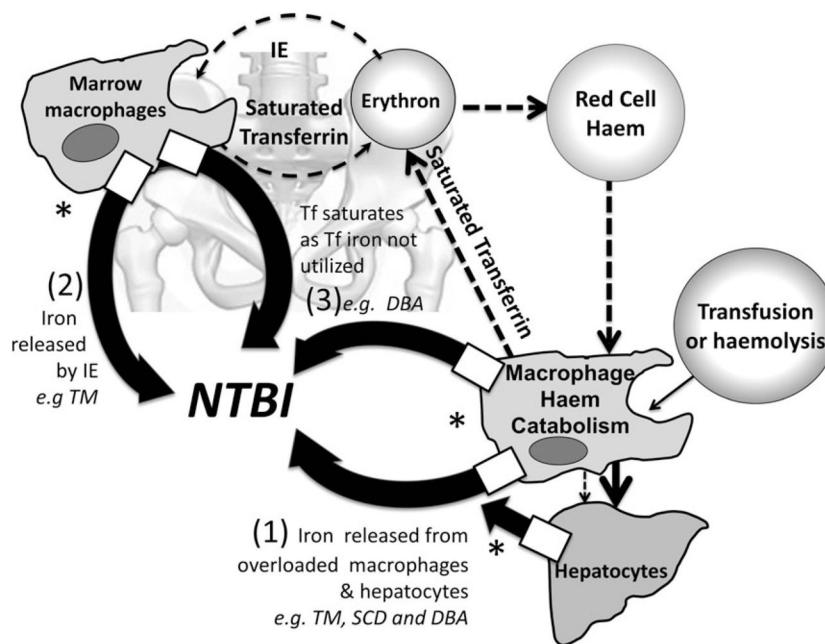 IE
Marrow
macrophages
Saturated
Transferrin
Erythron
Red Cell
Haem
*
Saturated Transferrin
Tf saturates
as Tf iron not
utilized
(3) e.g. DBA
(2)
Iron
released
by IE
e.g TM
Transfusion
or haemolysis
NTBI
Macrophage
Haem
Catabolism
*
(1) Iron released from
overloaded macrophages
& hepatocytes
e.g. TM, SCD and DBA
*
Hepatocytes